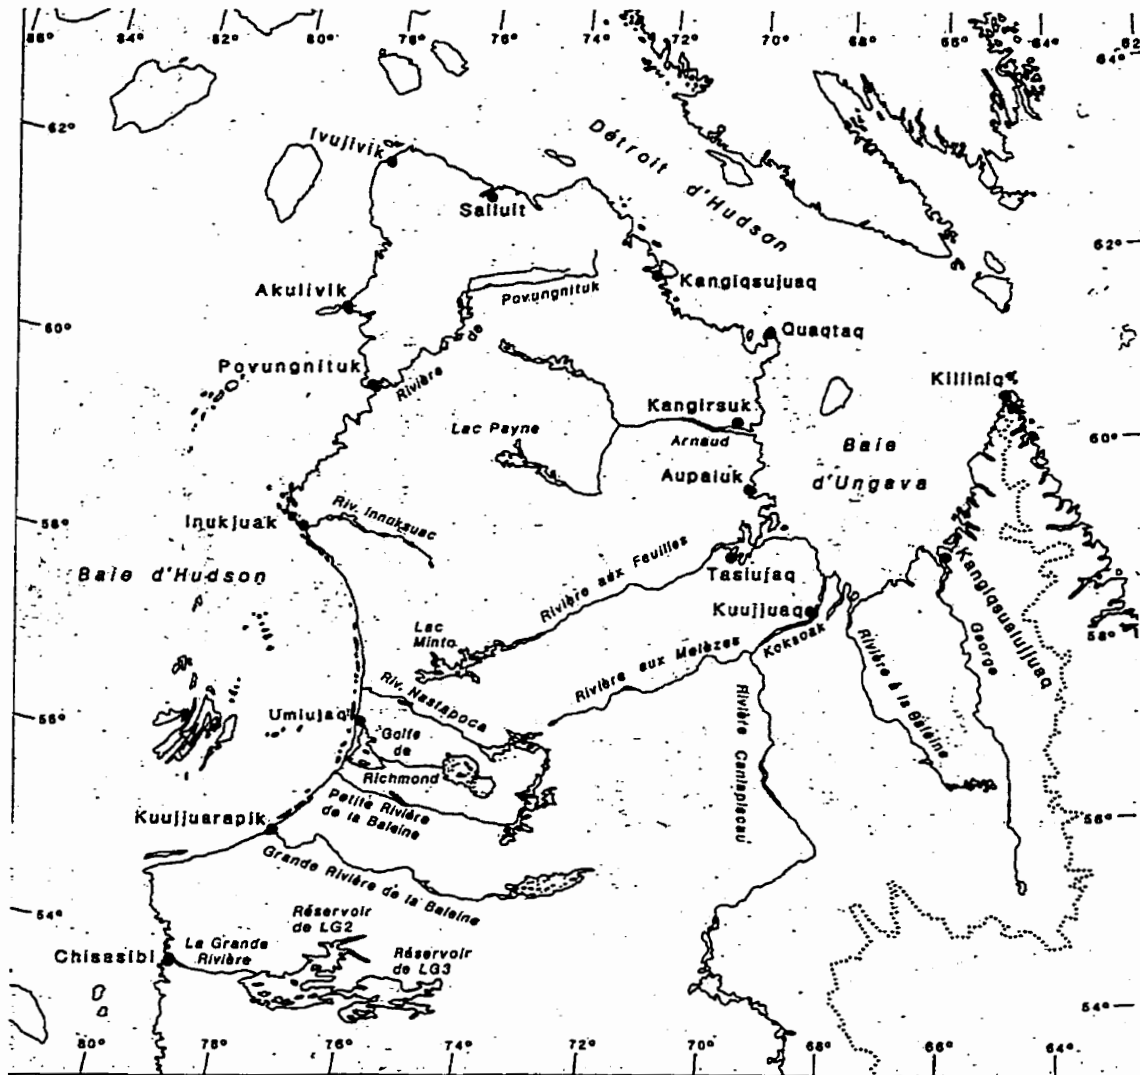 86° 84° 82° 80° 78° 74° 72° 70° 68° 66° 64° 62
64°
62°
Ivujivik
Détroit
d'Hudson
Salluit
62°
Kangiqsujuaq
Akulivik
Povungnituk
60°
Quaqtaq
Povungnituk
Rivière
Killiniq
Kangirsuk
Lac Payne
Arnaud
Baie
d'Ungava
60°
Aupaluk
58°
Inukjuak
Riv. Innuksuac
Baie d'Hudson
Rivière aux Feuilles
Tasiujaq
Kangiqsualujjuaq
Kuujjuaq
Koksoak
George
58°
Lac
Minto
Rivière aux Mélèzes
Rivière à la Baleine
Rivière Caniapiscau
Riv. Nastapoca
56°
Umiujaq
Golfe
de
Richmond
Petite Rivière
de la Baleine
Kuujjuarapik
56°
Grande Rivière de la Baleine
54°
Réservoir
de LG2
Chisasibi
La Grande
Rivière
Réservoir
de LG3
54°
80° 78° 76° 74° 72° 70° 68° 66° 64°